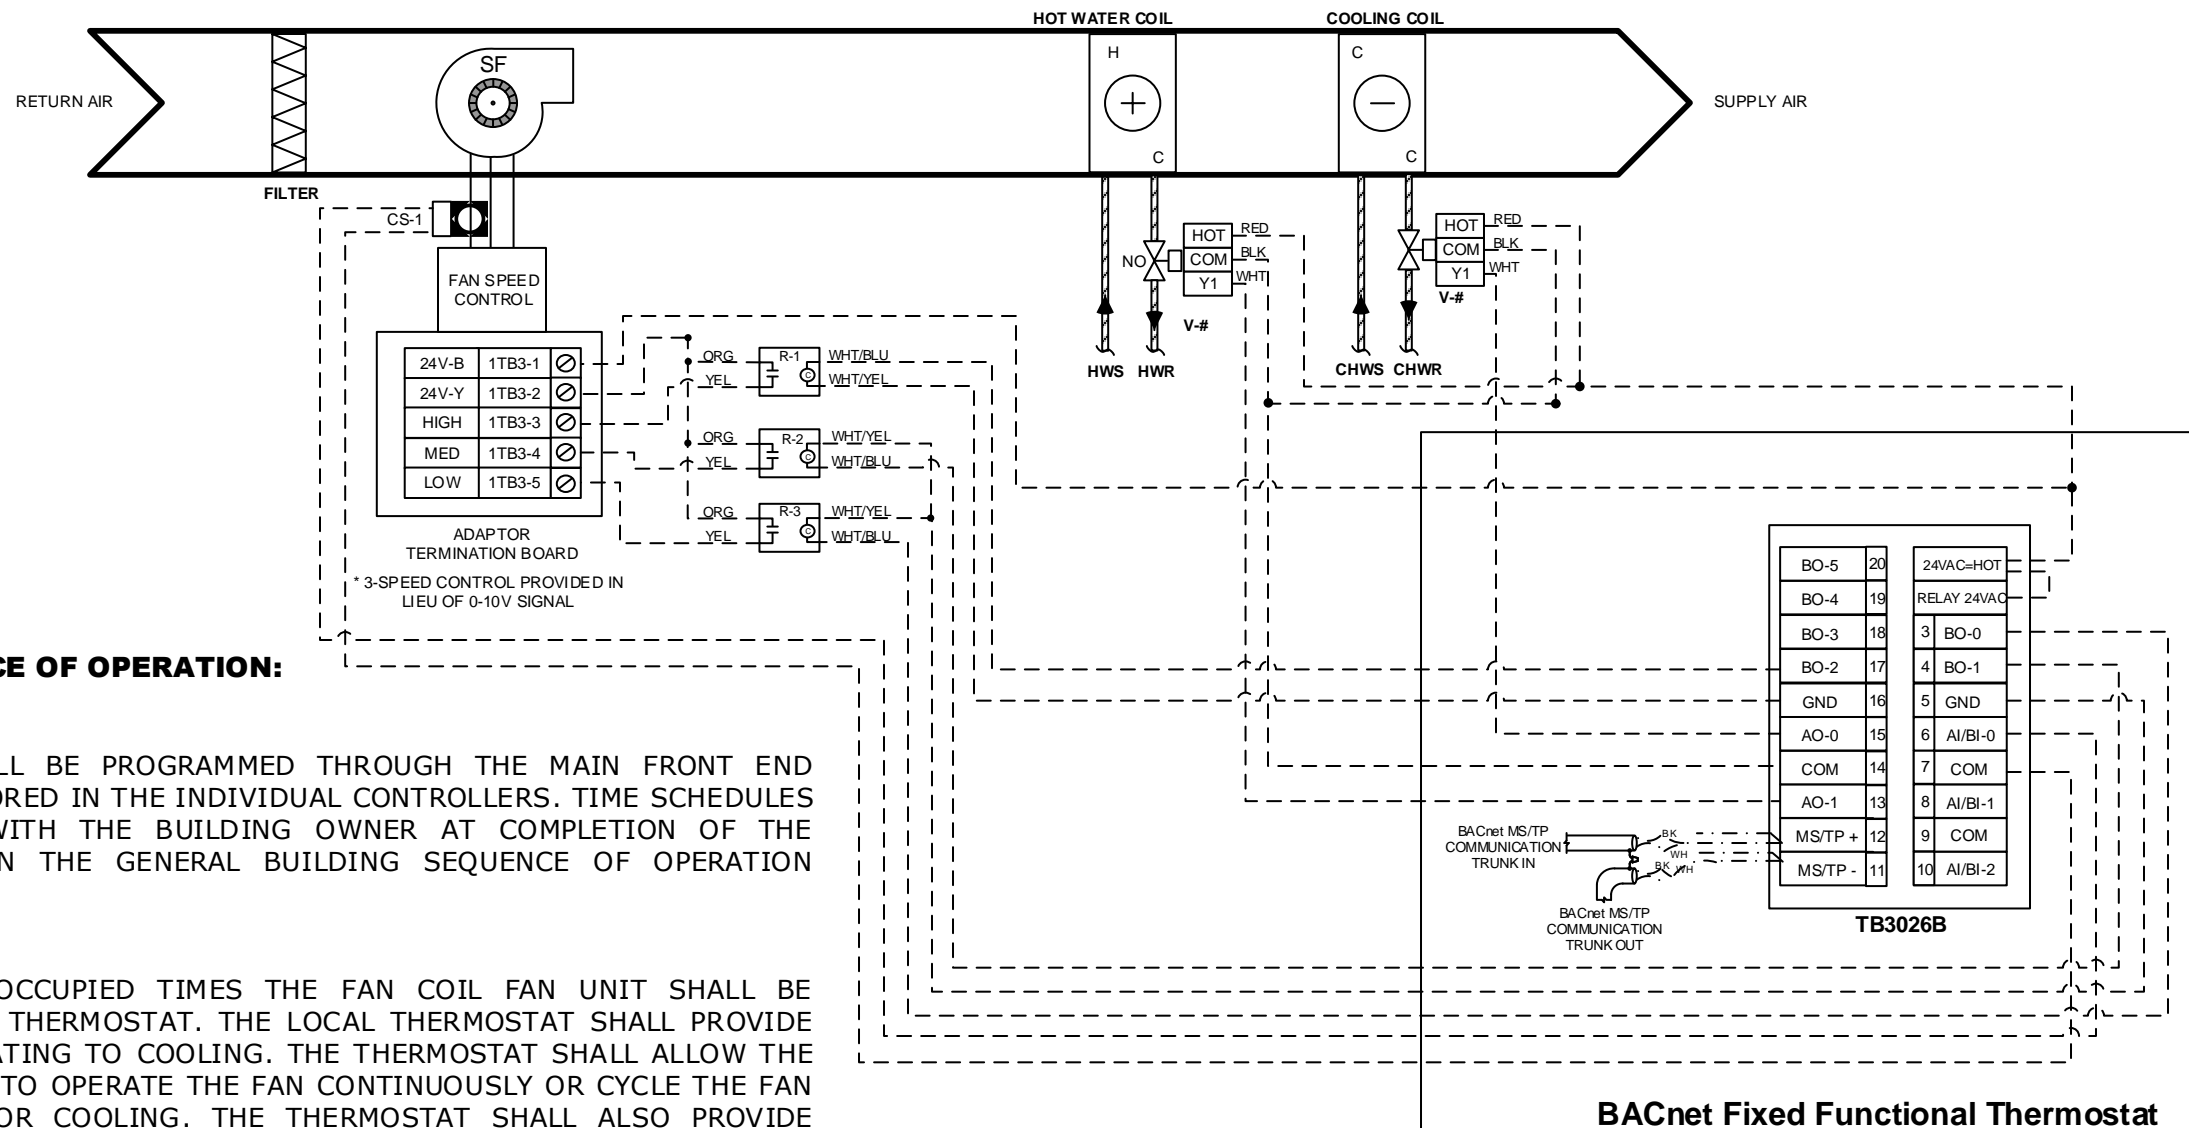 HOT WATER COIL
COOLING COIL
RETURN AIR
SF
H
C
C
C
SUPPLY AIR
FILTER
CS-1
FAN SPEED
CONTROL
NO
HOT
COM
Y1
RED
BLK
WHT
V-#
HWS HWR
HOT
COM
Y1
RED
BLK
WHT
V-#
CHWS CHWR
24V-B 1TB3-1
24V-Y 1TB3-2
HIGH 1TB3-3
MED 1TB3-4
LOW 1TB3-5
ORG R-1 WHT/BLU
YEL C WHT/YEL
ORG R-2 WHT/YEL
YEL C WHT/BLU
ORG R-3 WHT/YEL
YEL C WHT/BLU
ADAPTOR
TERMINATION BOARD
* 3-SPEED CONTROL PROVIDED IN
LIEU OF 0-10V SIGNAL
CE OF OPERATION:
LL BE PROGRAMMED THROUGH THE MAIN FRONT END
ORED IN THE INDIVIDUAL CONTROLLERS. TIME SCHEDULES
WITH THE BUILDING OWNER AT COMPLETION OF THE
N THE GENERAL BUILDING SEQUENCE OF OPERATION
OCCUPIED TIMES THE FAN COIL FAN UNIT SHALL BE
THERMOSTAT. THE LOCAL THERMOSTAT SHALL PROVIDE
ATING TO COOLING. THE THERMOSTAT SHALL ALLOW THE
TO OPERATE THE FAN CONTINUOUSLY OR CYCLE THE FAN
OR COOLING. THE THERMOSTAT SHALL ALSO PROVIDE
BO-5 20
BO-4 19
BO-3 18
BO-2 17
GND 16
AO-0 15
COM 14
AO-1 13
MS/TP + 12
MS/TP - 11
24VAC=HOT
RELAY 24VAC
3 BO-0
4 BO-1
5 GND
6 AI/BI-0
7 COM
8 AI/BI-1
9 COM
10 AI/BI-2
TB3026B
BACnet MS/TP
COMMUNICATION
TRUNK IN
BK
WH
BK
WH
BACnet MS/TP
COMMUNICATION
TRUNK OUT
BACnet Fixed Functional Thermostat